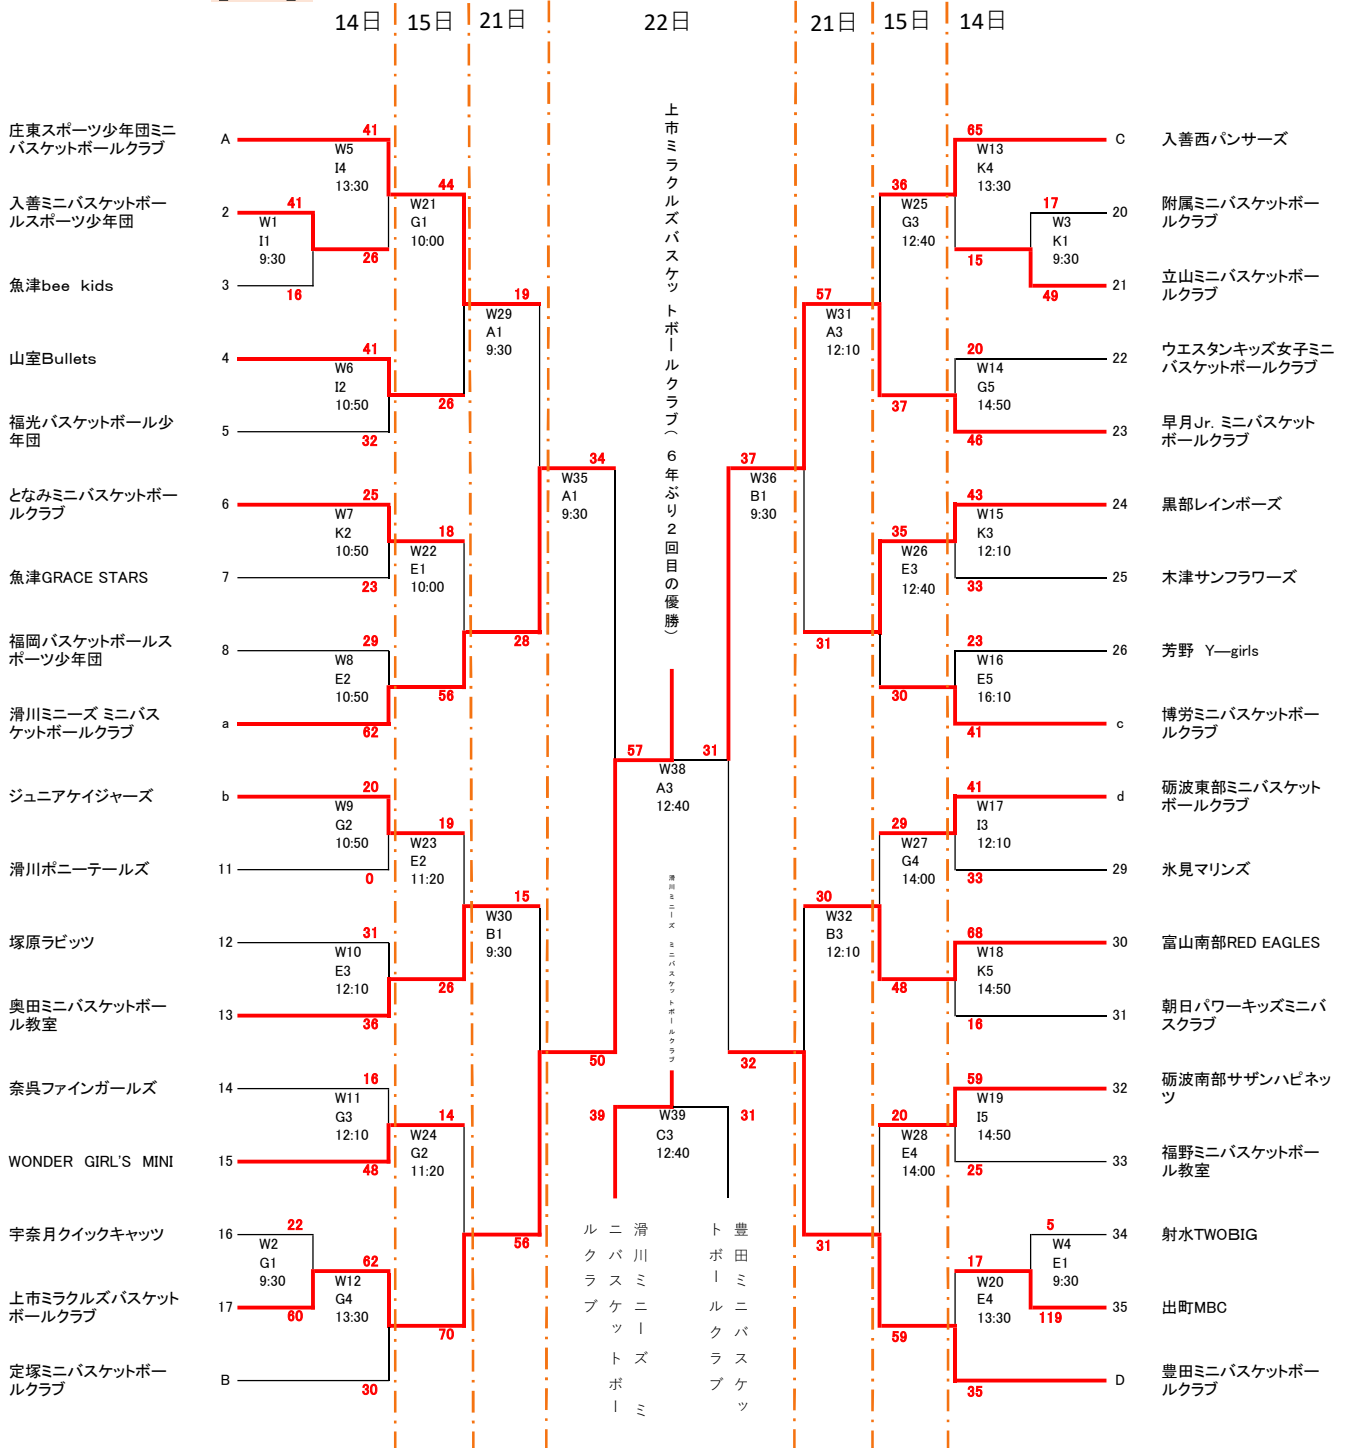 14日
15日
21日
22日
21日
15日
14日
庄東スポーツ少年団ミニ
バスケットボールクラブ
A
41
W5
I4
13:30
入善ミニバスケットボー
ルスポーツ少年団
2
41
W1
I1
9:30
26
魚津bee kids
3
16
44
W21
G1
10:00
山室Bullets
4
41
W6
I2
10:50
26
福光バスケットボール少
年団
5
32
19
W29
A1
9:30
となみミニバスケットボー
ルクラブ
6
25
W7
K2
10:50
18
W22
E1
10:00
魚津GRACE STARS
7
23
福岡バスケットボールス
ポーツ少年団
8
29
W8
E2
10:50
28
56
滑川ミニーズ ミニバス
ケットボールクラブ
a
62
34
W35
A1
9:30
ジュニアケイジャーズ
b
20
W9
G2
10:50
19
W23
E2
11:20
滑川ポニーテールズ
11
0
塚原ラビッツ
12
31
W10
E3
12:10
26
15
W30
B1
9:30
奥田ミニバスケットボー
ル教室
13
36
奈呉ファインガールズ
14
16
W11
G3
12:10
14
W24
G2
11:20
WONDER GIRL'S MINI
15
48
宇奈月クイックキャッツ
16
22
W2
G1
9:30
62
W12
G4
13:30
56
上市ミラクルズバスケット
ボールクラブ
17
60
70
定塚ミニバスケットボー
ルクラブ
B
30
50
上市ミラクルズバスケットボールクラブ(6年ぶり2回目の優勝)
57
31
W38
A3
12:40
滑川ミニーズ ミニバスケットボールクラブ
39
31
W39
C3
12:40
滑川ミニーズ ミ
ニバスケットボー
ルクラブ
豊田ミニバスケッ
トボールクラブ
37
W36
B1
9:30
32
57
W31
A3
12:10
31
30
W32
B3
12:10
31
36
W25
G3
12:40
37
35
W26
E3
12:40
30
29
W27
G4
14:00
48
20
W28
E4
14:00
59
65
W13
K4
13:30
C
入善西パンサーズ
17
W3
K1
9:30
20
附属ミニバスケットボー
ルクラブ
15
49
21
立山ミニバスケットボー
ルクラブ
20
W14
G5
14:50
22
ウエスタンキッズ女子ミニ
バスケットボールクラブ
46
23
早月Jr. ミニバスケット
ボールクラブ
43
W15
K3
12:10
24
黒部レインボーズ
33
25
木津サンフラワーズ
23
W16
E5
16:10
26
芳野 Y―girls
41
c
博労ミニバスケットボー
ルクラブ
41
W17
I3
12:10
d
砺波東部ミニバスケット
ボールクラブ
33
29
氷見マリンズ
68
W18
K5
14:50
30
富山南部RED EAGLES
16
31
朝日パワーキッズミニバ
スクラブ
59
W19
I5
14:50
32
砺波南部サザンハピネッ
ツ
25
33
福野ミニバスケットボー
ル教室
5
W4
E1
9:30
34
射水TWOBIG
17
W20
E4
13:30
119
35
出町MBC
35
D
豊田ミニバスケットボー
ルクラブ